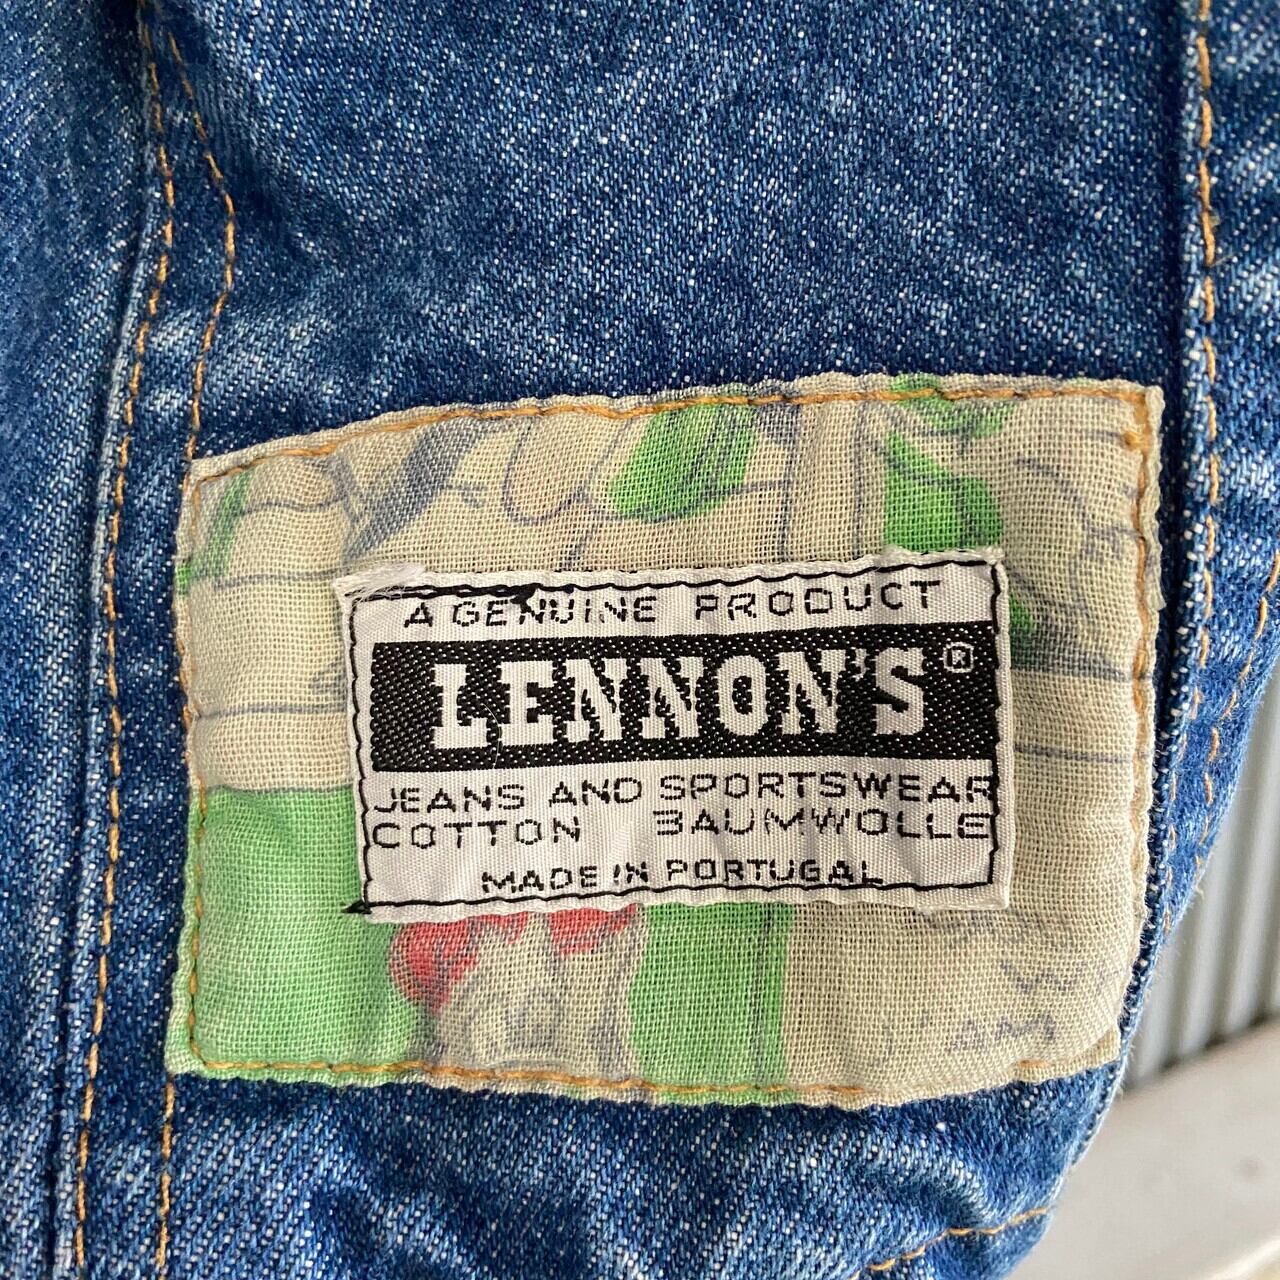 A GENUINE PRODUCT
LENNON'S®
JEANS AND SPORTSWEAR
COTTON BAUMWOLLE
MADE IN PORTUGAL